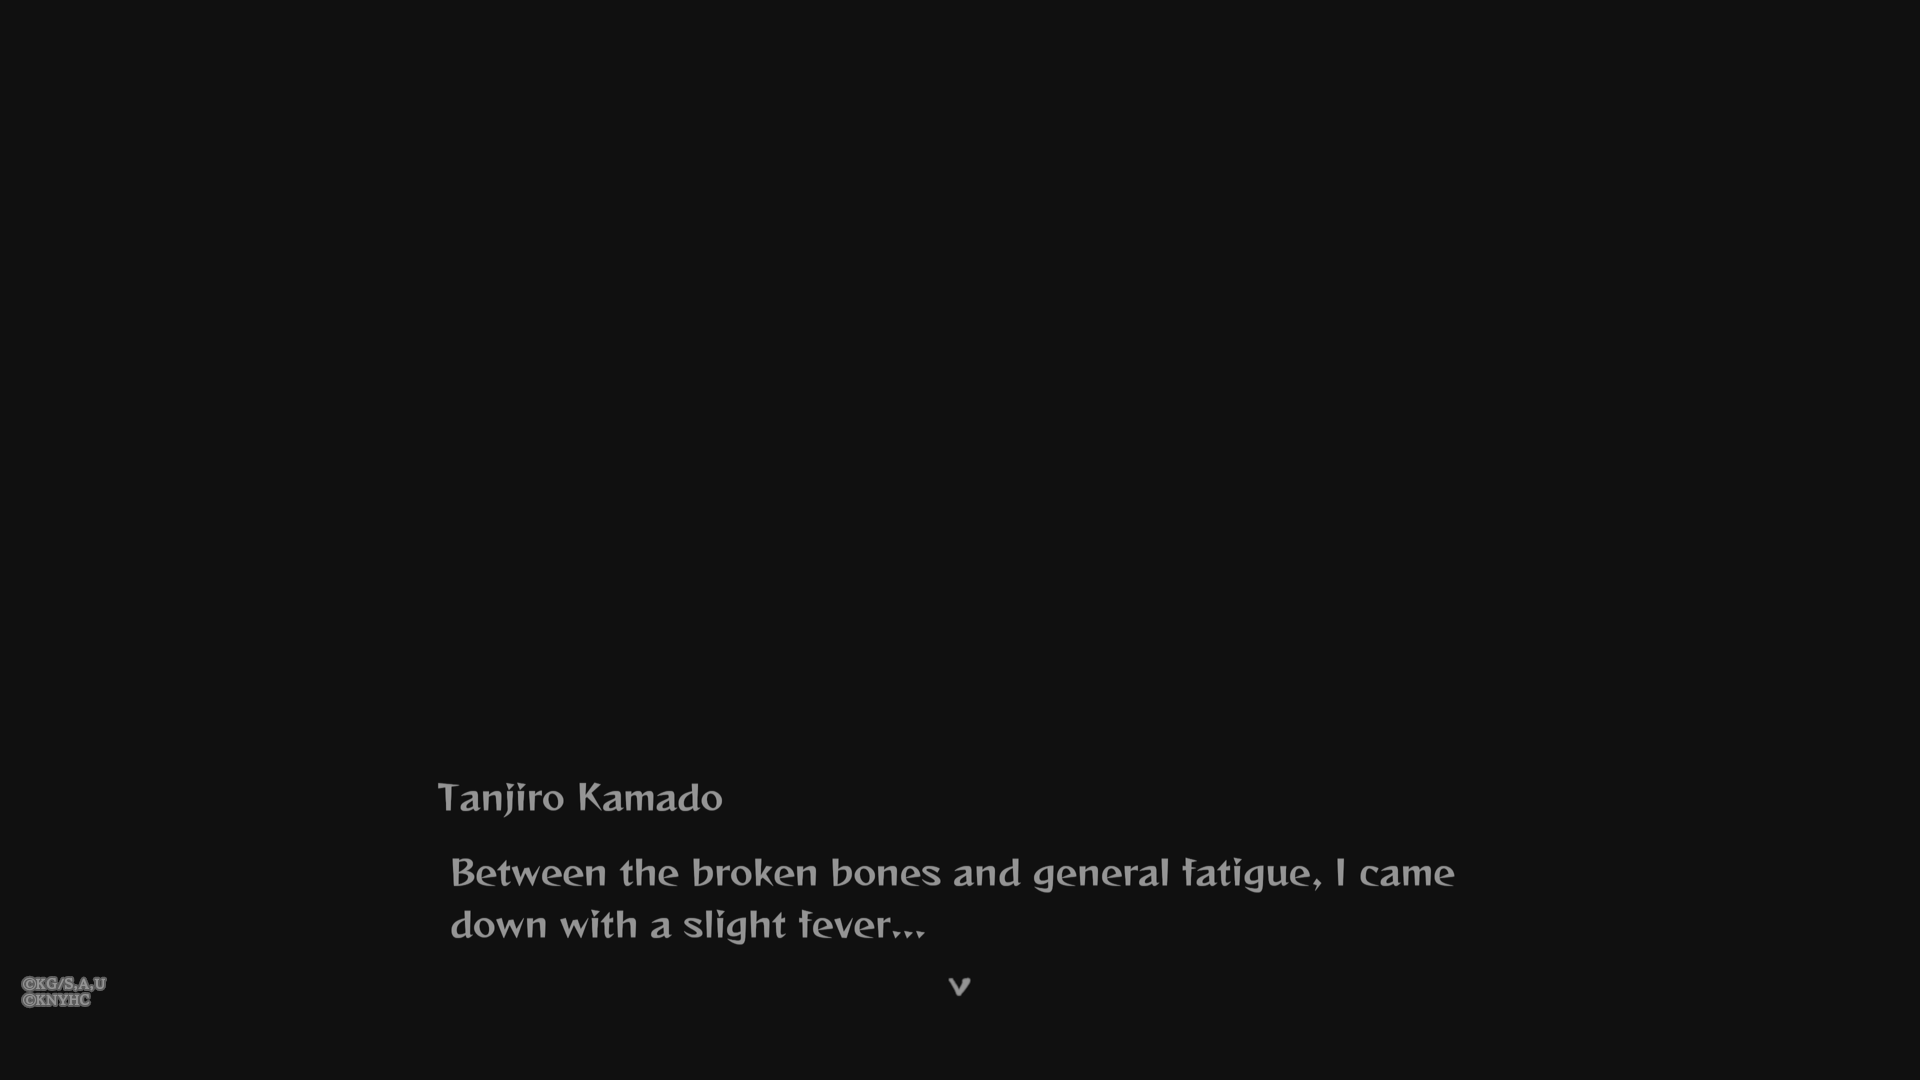 Tanjiro Kamado
Between the broken bones and general fatigue, I came
down with a slight fever...
©KG/S,A,U
©KNYHC